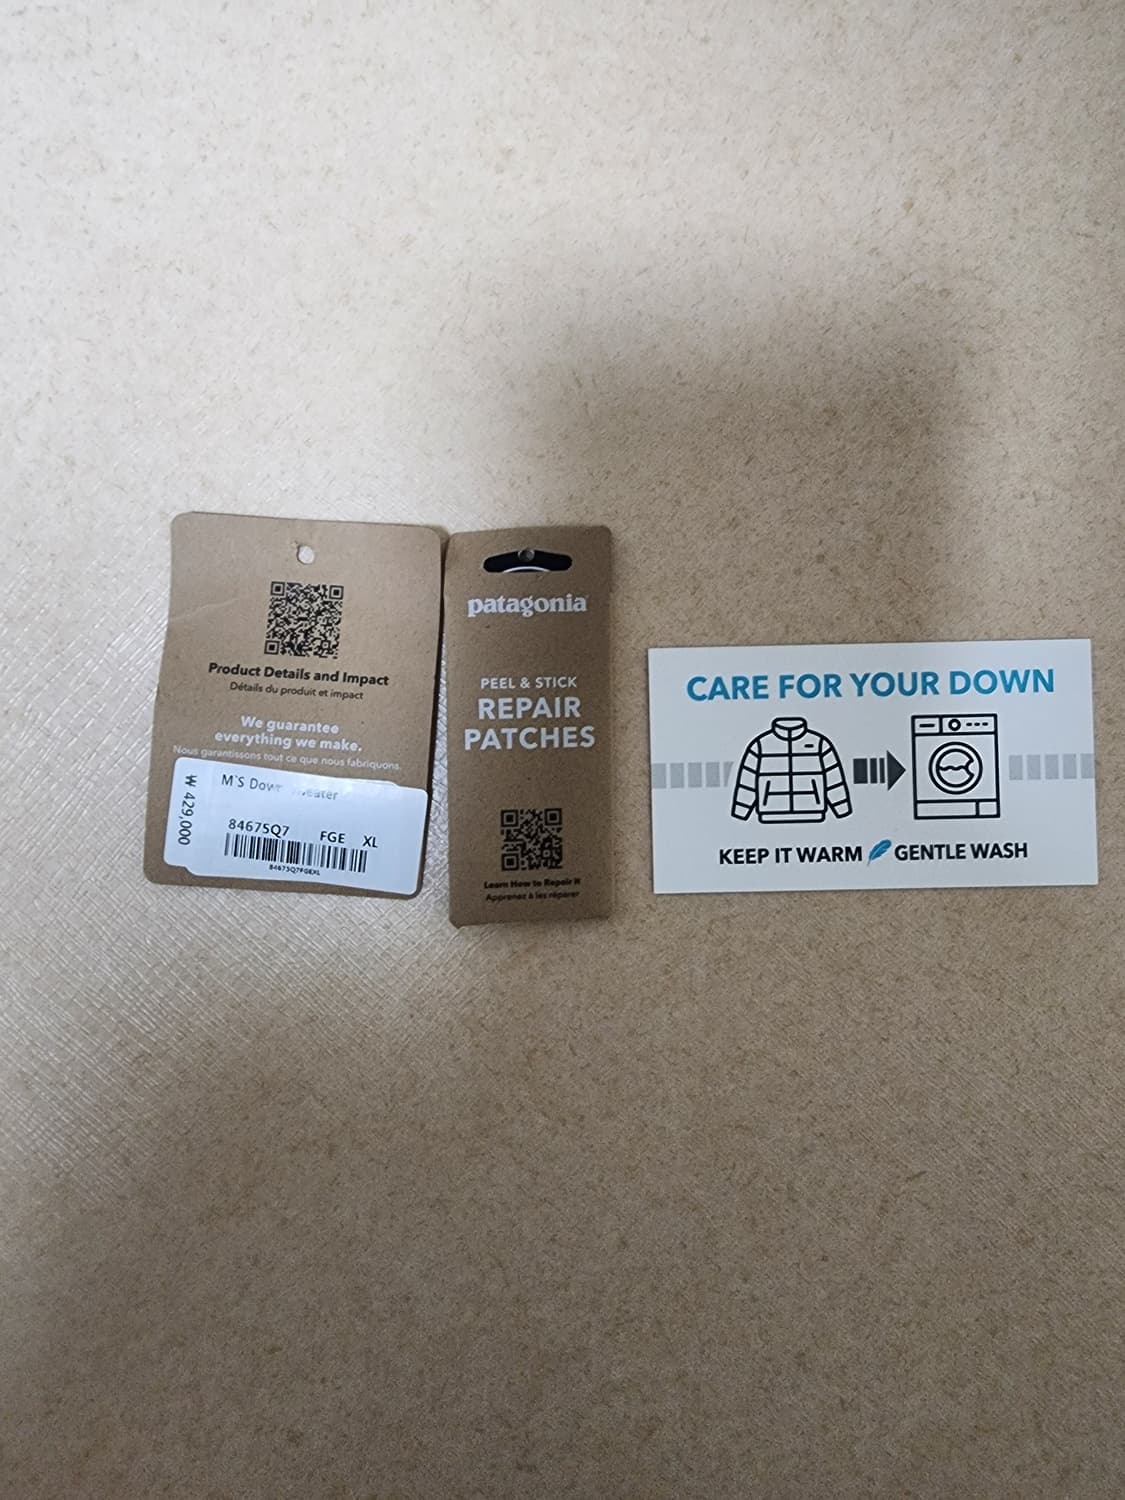 Product Details and Impact
Détails du produit et impact
We guarantee
everything we make.
Nous garantissons tout ce que nous fabriquons.
₩ 429,000
M`S Down
84675Q7 FGE XL
84675Q7FGEXL
patagonia
PEEL & STICK
REPAIR
PATCHES
Learn How to Repair It
Apprenez à les réparer
CARE FOR YOUR DOWN
KEEP IT WARM GENTLE WASH